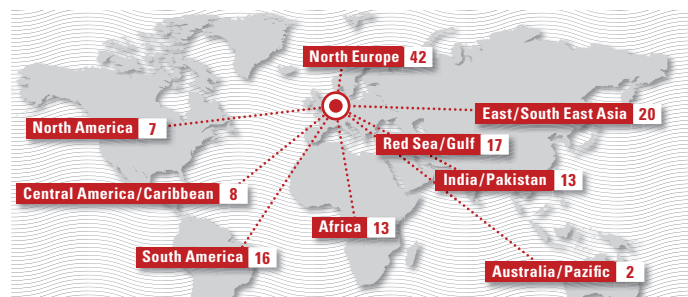 North Europe 42
East/South East Asia 20
North America 7
Red Sea/Gulf 17
India/Pakistan 13
Central America/Caribbean 8
Africa 13
South America 16
Australia/Pazific 2